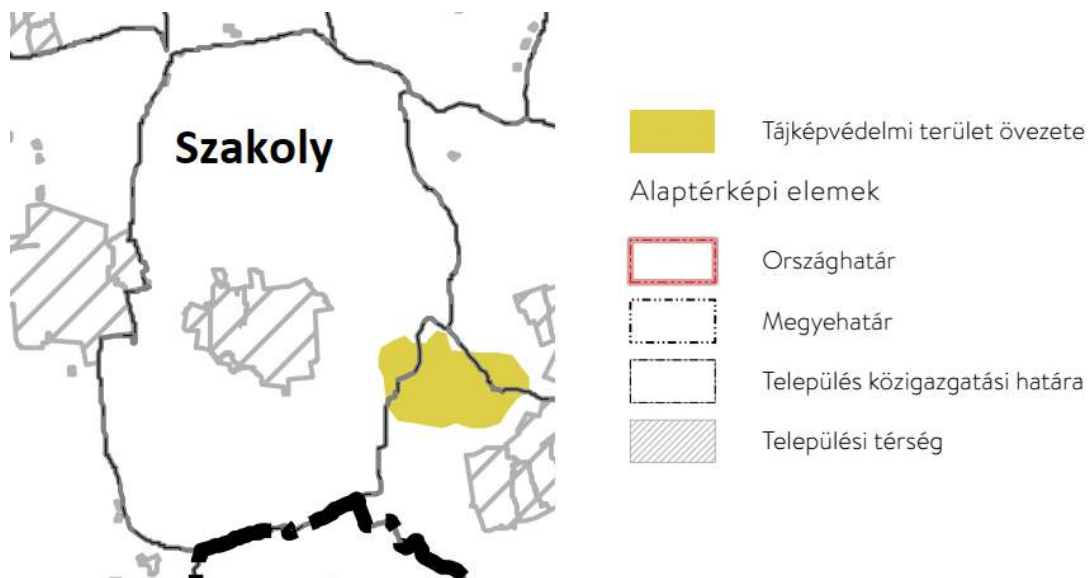 Szakoly
Tájképvédelmi terület övezete
Alaptérképi elemek
Országhatár
Megyehatár
Település közigazgatási határa
Települési térség